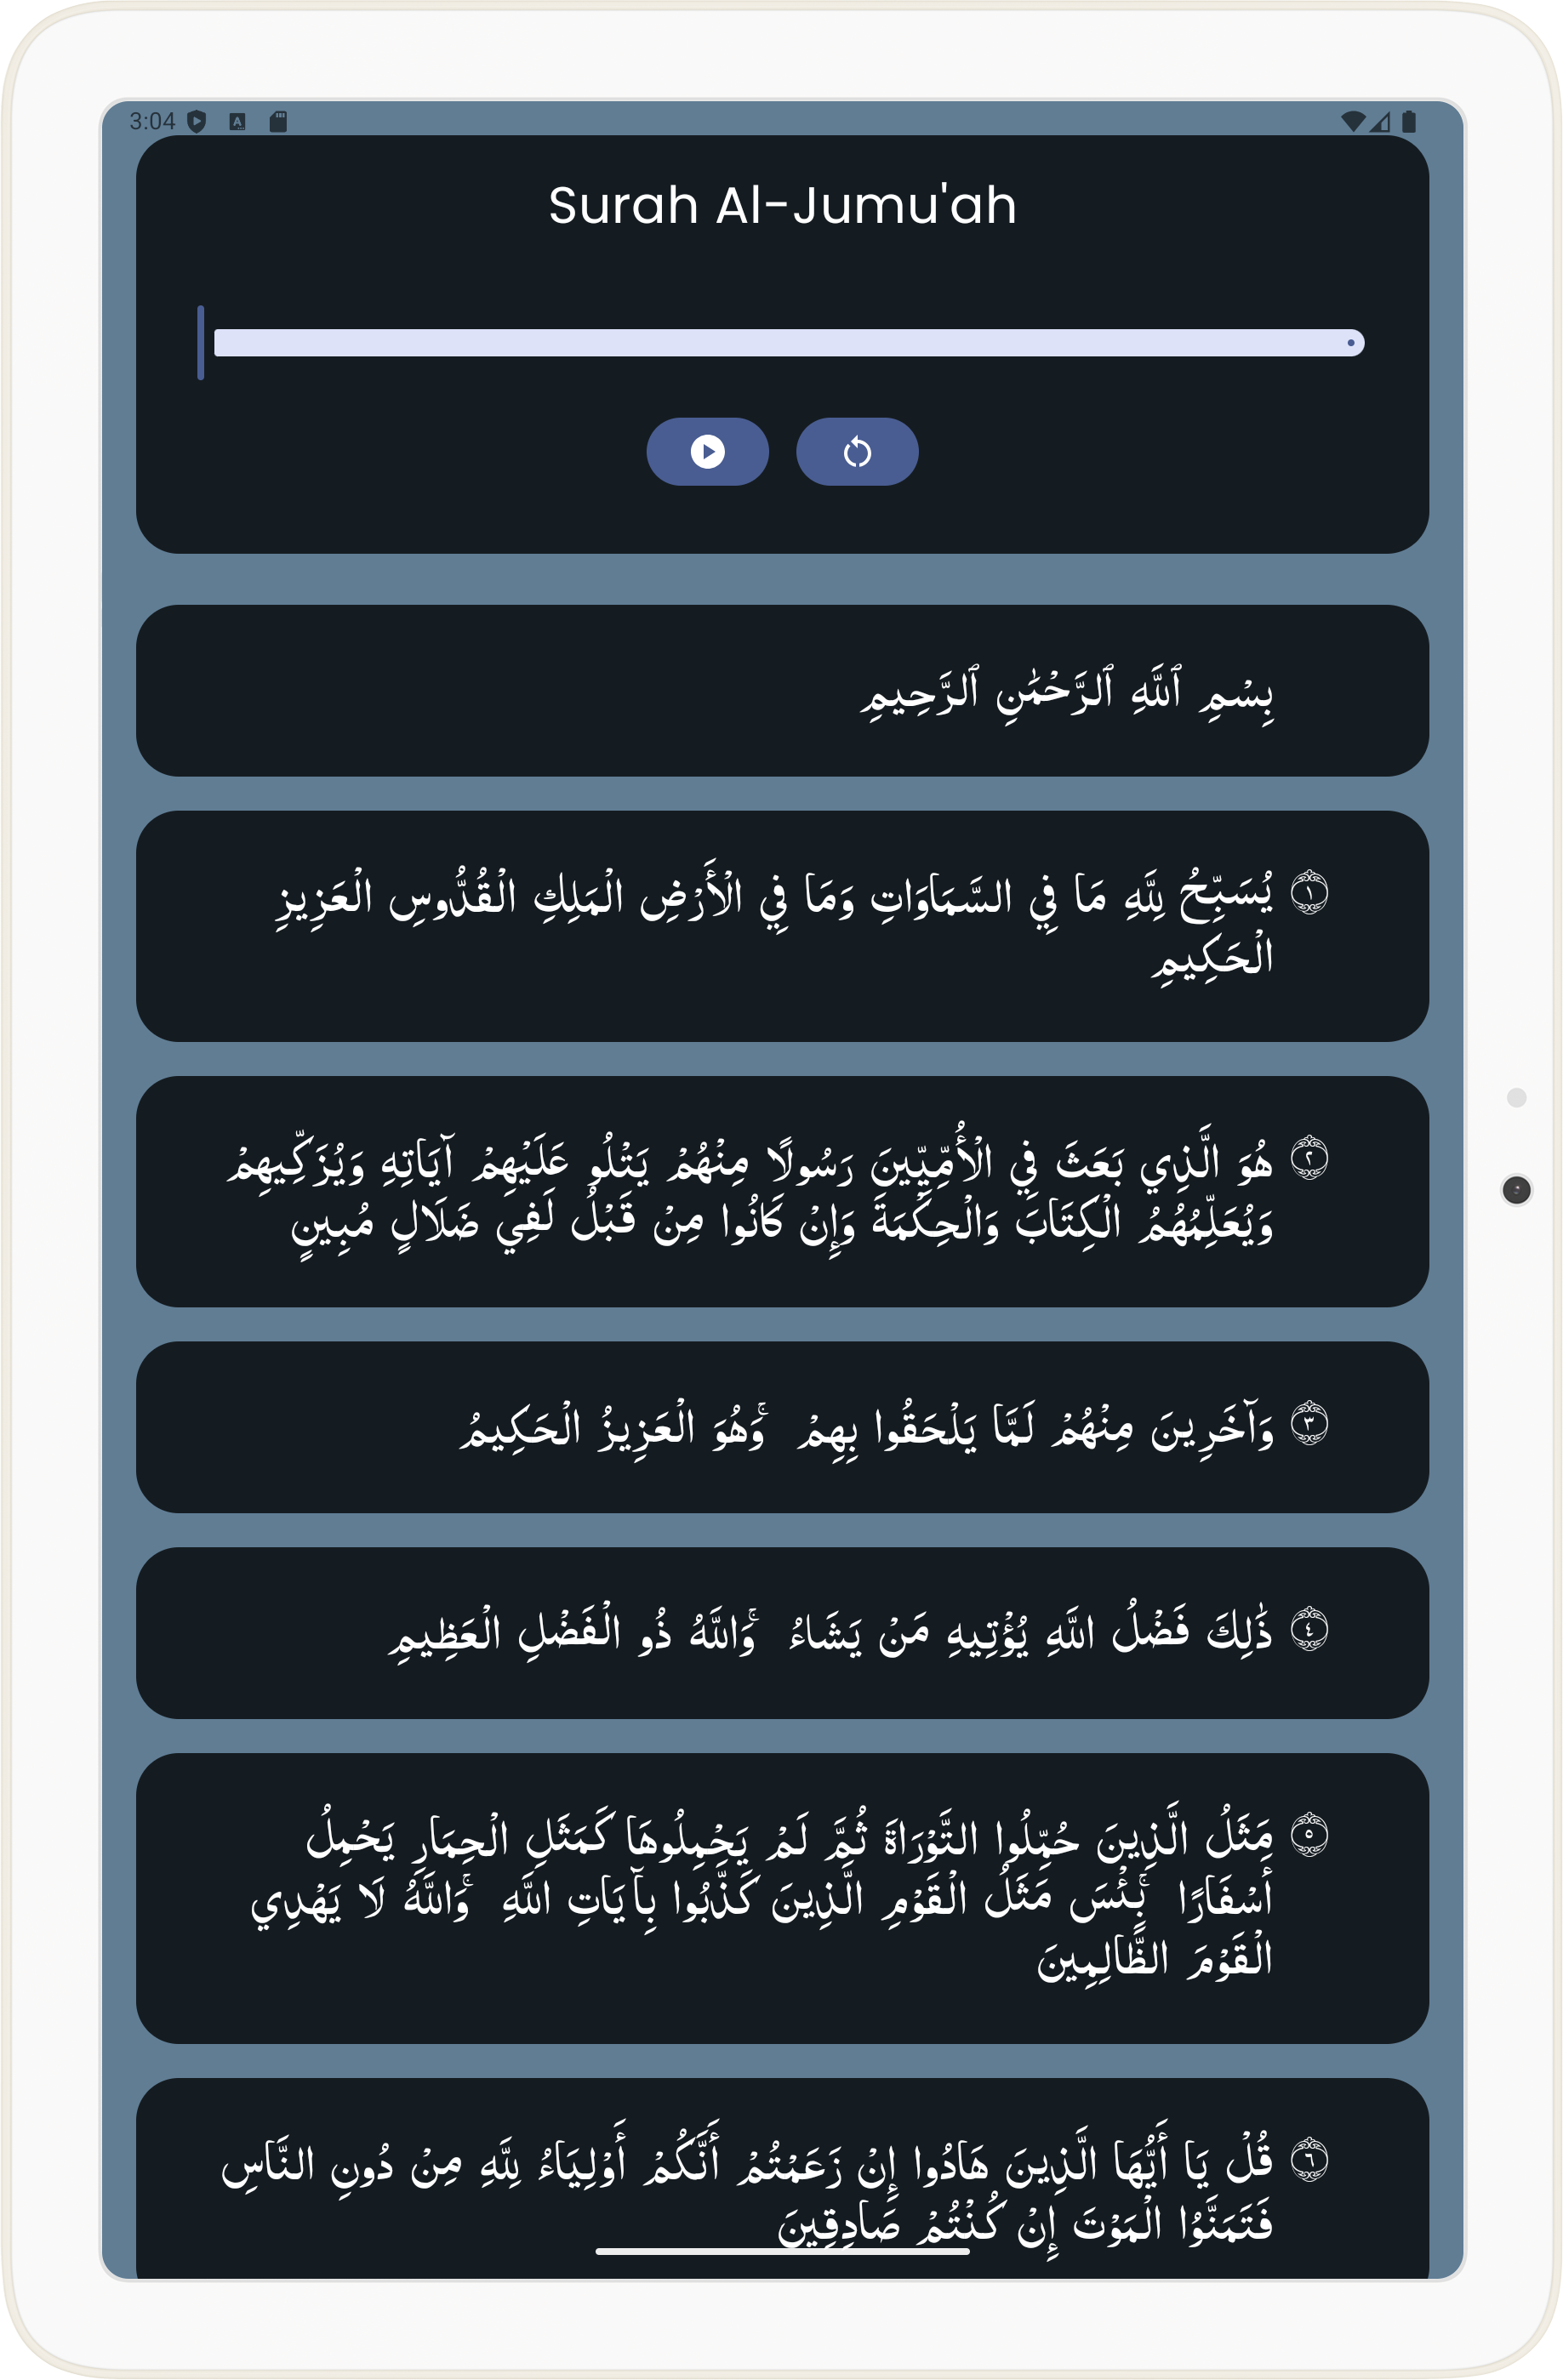 3:04
Surah Al-Jumu'ah
بِسْمِ ٱللَّهِ ٱلرَّحْمَٰنِ ٱلرَّحِيمِ
١ يُسَبِّحُ لِلَّهِ مَا فِي السَّمَاوَاتِ وَمَا فِي الْأَرْضِ الْمَلِكِ الْقُدُّوسِ الْعَزِيزِ
الْحَكِيمِ
٢ هُوَ الَّذِي بَعَثَ فِي الْأُمِّيِّينَ رَسُولًا مِنْهُمْ يَتْلُو عَلَيْهِمْ آيَاتِهِ وَيُزَكِّيهِمْ
وَيُعَلِّمُهُمُ الْكِتَابَ وَالْحِكْمَةَ وَإِنْ كَانُوا مِنْ قَبْلُ لَفِي ضَلَالٍ مُبِينٍ
٣ وَآخَرِينَ مِنْهُمْ لَمَّا يَلْحَقُوا بِهِمْ ۚ وَهُوَ الْعَزِيزُ الْحَكِيمُ
٤ ذَٰلِكَ فَضْلُ اللَّهِ يُؤْتِيهِ مَنْ يَشَاءُ ۚ وَاللَّهُ ذُو الْفَضْلِ الْعَظِيمِ
٥ مَثَلُ الَّذِينَ حُمِّلُوا التَّوْرَاةَ ثُمَّ لَمْ يَحْمِلُوهَا كَمَثَلِ الْحِمَارِ يَحْمِلُ
أَسْفَارًا ۚ بِئْسَ مَثَلُ الْقَوْمِ الَّذِينَ كَذَّبُوا بِآيَاتِ اللَّهِ ۚ وَاللَّهُ لَا يَهْدِي
الْقَوْمَ الظَّالِمِينَ
٦ قُلْ يَا أَيُّهَا الَّذِينَ هَادُوا إِنْ زَعَمْتُمْ أَنَّكُمْ أَوْلِيَاءُ لِلَّهِ مِنْ دُونِ النَّاسِ
فَتَمَنَّوُا الْمَوْتَ إِنْ كُنْتُمْ صَادِقِينَ